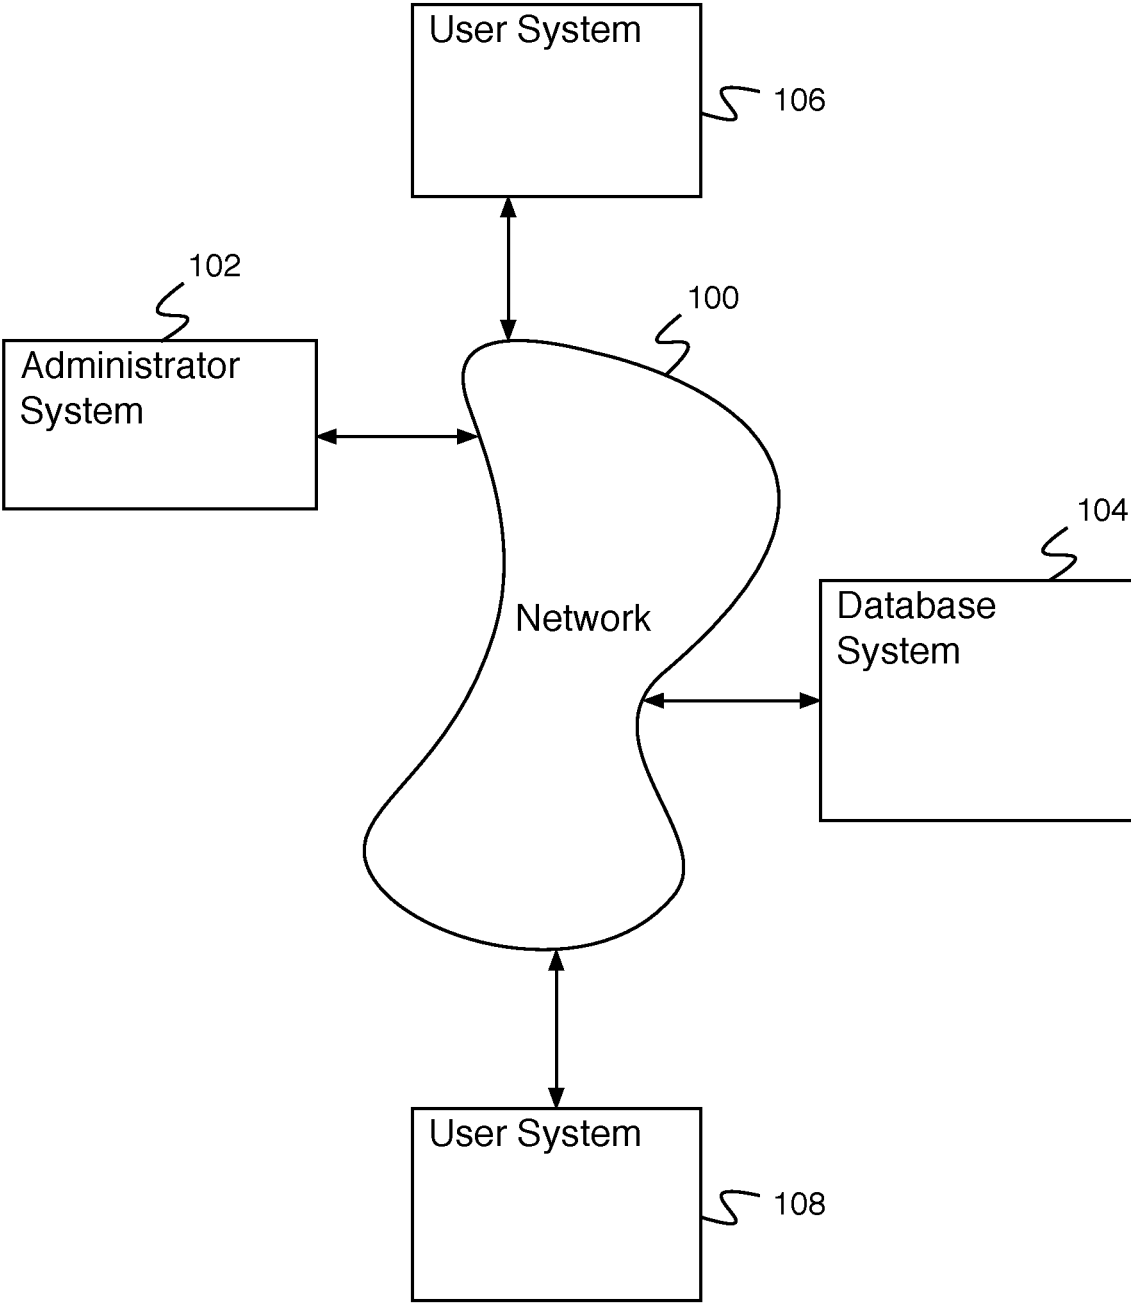 User System
106
102
100
Administrator
System
104
Database
System
Network
User System
108